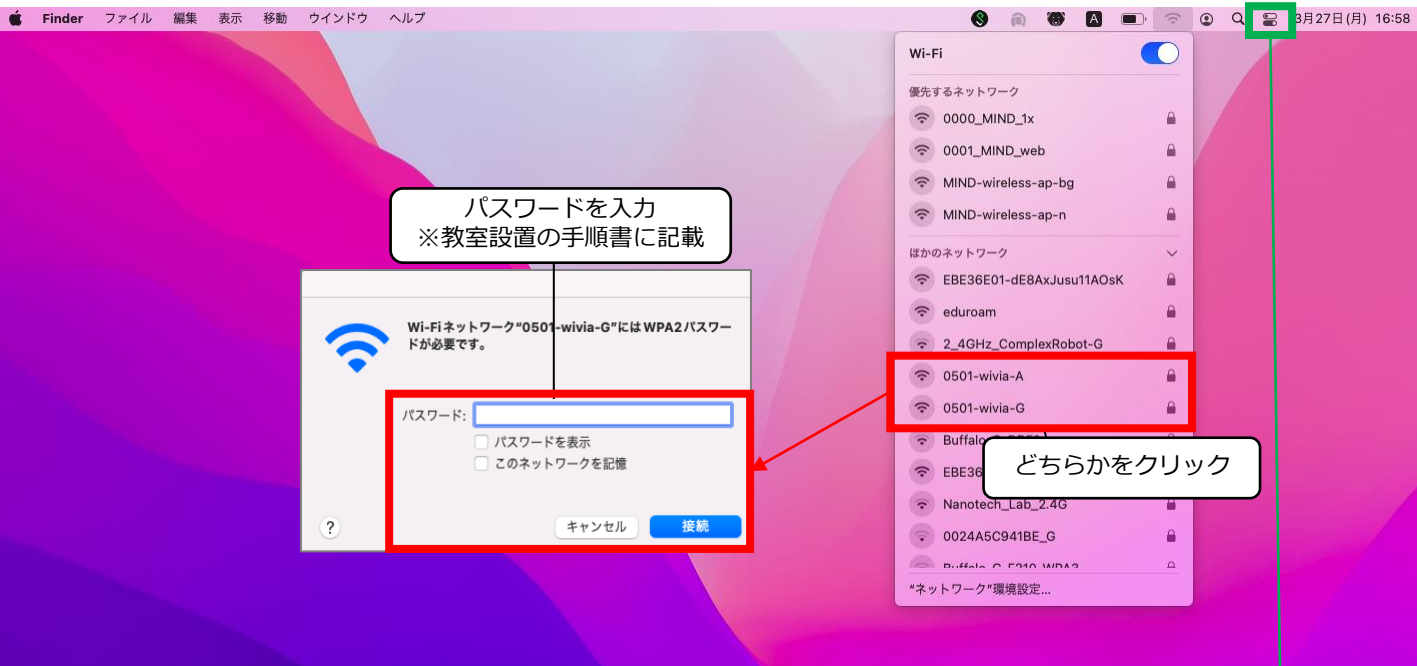 Finder ファイル 編集 表示 移動 ウインドウ ヘルプ
A
3月27日(月) 16:58
Wi-Fi
優先するネットワーク
0000_MIND_1x
0001_MIND_web
MIND-wireless-ap-bg
MIND-wireless-ap-n
ほかのネットワーク
EBE36E01-dE8AxJusu11AOsK
eduroam
2_4GHz_ComplexRobot-G
0501-wivia-A
0501-wivia-G
どちらかをクリック
Nanotech_Lab_2.4G
0024A5C941BE_G
"ネットワーク"環境設定...
パスワードを入力
※教室設置の手順書に記載
Wi-Fiネットワーク“0501-wivia-G”にはWPA2パスワー
ドが必要です。
パスワード:
パスワードを表示
このネットワークを記憶
?
キャンセル 接続